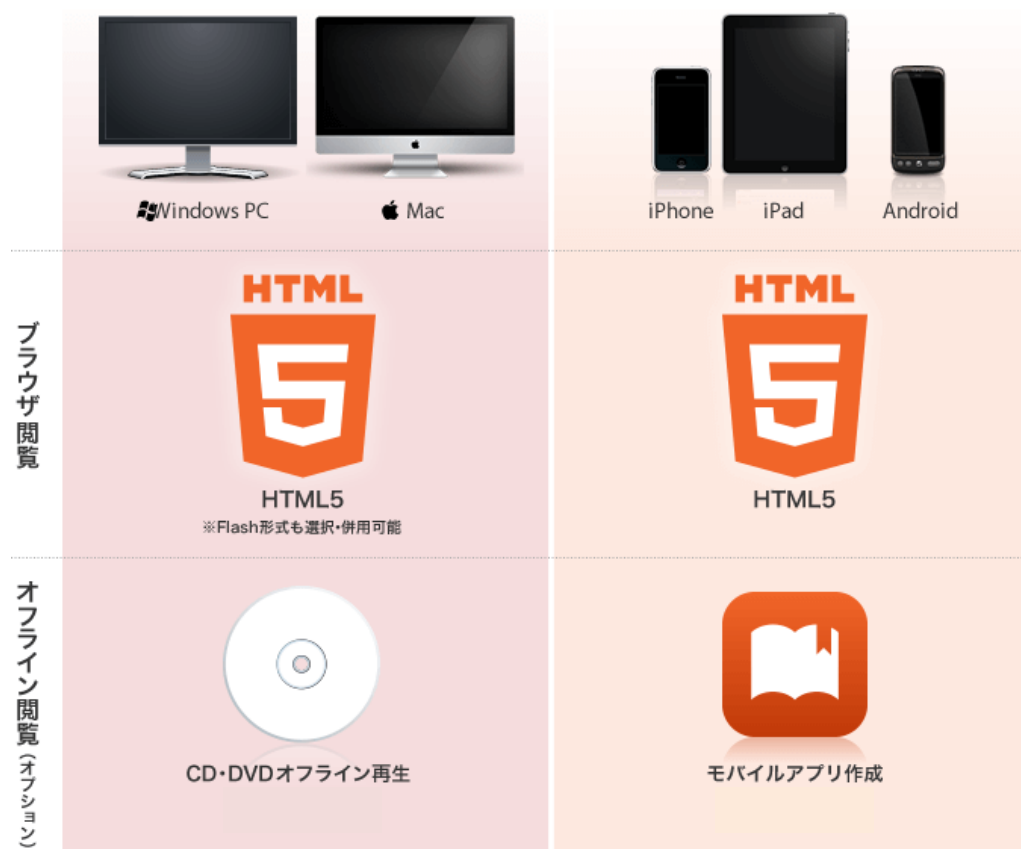 Windows PC
Mac
iPhone
iPad
Android
ブラウザ閲覧
HTML
5
HTML5
※Flash形式も選択・併用可能
HTML
5
HTML5
オフライン閲覧（オプション）
CD・DVDオフライン再生
モバイルアプリ作成